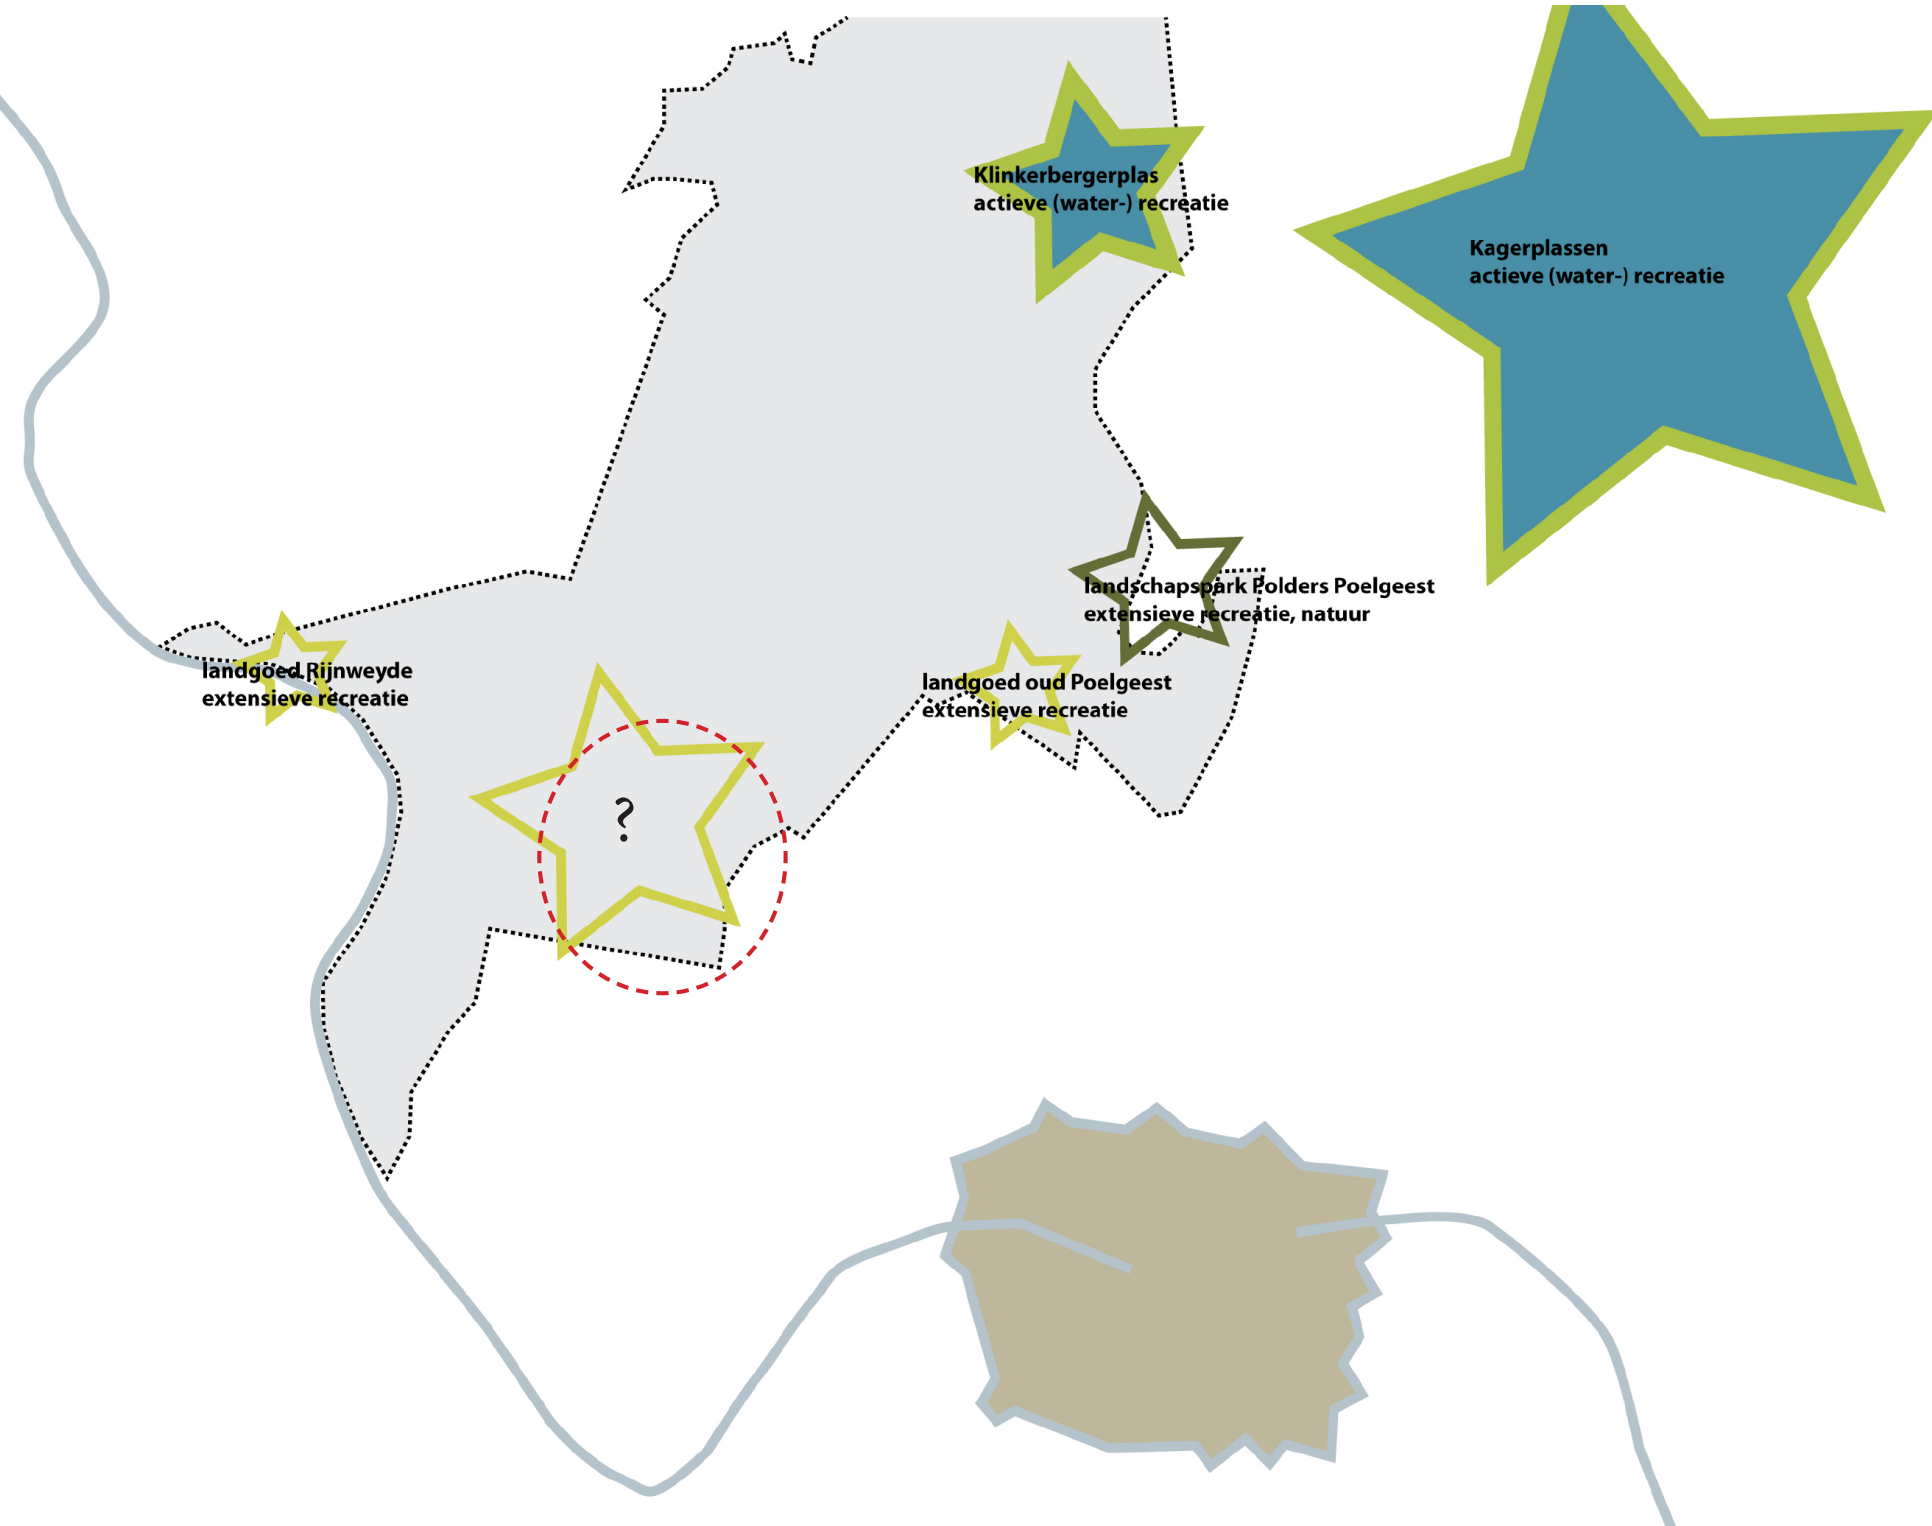 Klinkerbergerplas
actieve (water-) recreatie
Kagerplassen
actieve (water-) recreatie
landschapspark Polders Poelgeest
extensieve recreatie, natuur
landgoed Rijnweyde
extensieve recreatie
landgoed oud Poelgeest
extensieve recreatie
?